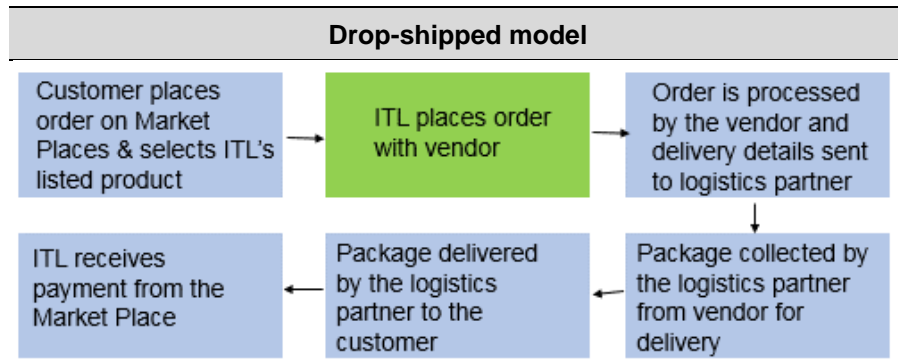 Drop-shipped model
Customer places
order on Market
Places & selects ITL's
listed product
ITL places order
with vendor
Order is processed
by the vendor and
delivery details sent
to logistics partner
Package collected by
the logistics partner
from vendor for
delivery
Package delivered
by the logistics
partner to the
customer
ITL receives
payment from the
Market Place